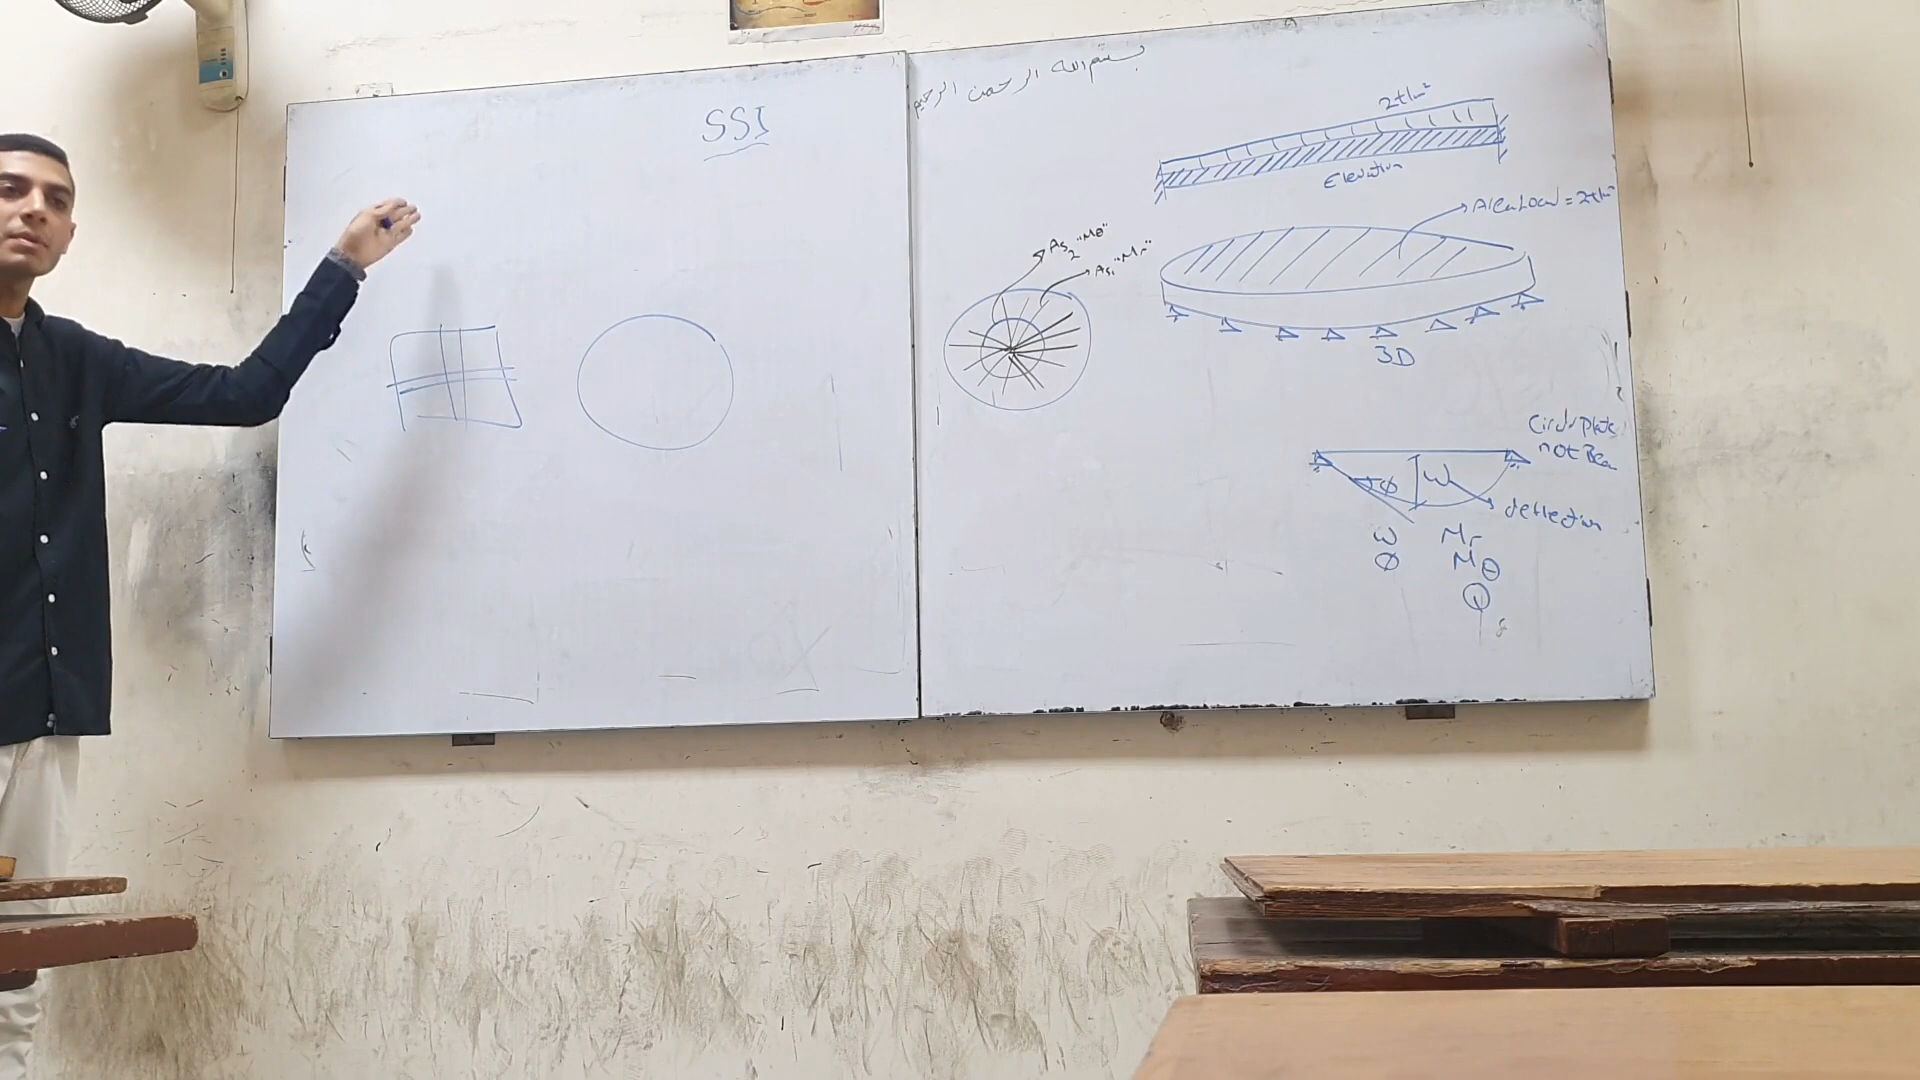 SSI
بسم الله الرحمن الرحيم
2t/m²
Elevation
Area Load = 2t/m²
As₂ "Mθ"
As₁ "Mr"
3D
Circular Plate
not Beam
ϕ
ω
deflection
ω Mr
ϕ Mθ
Q